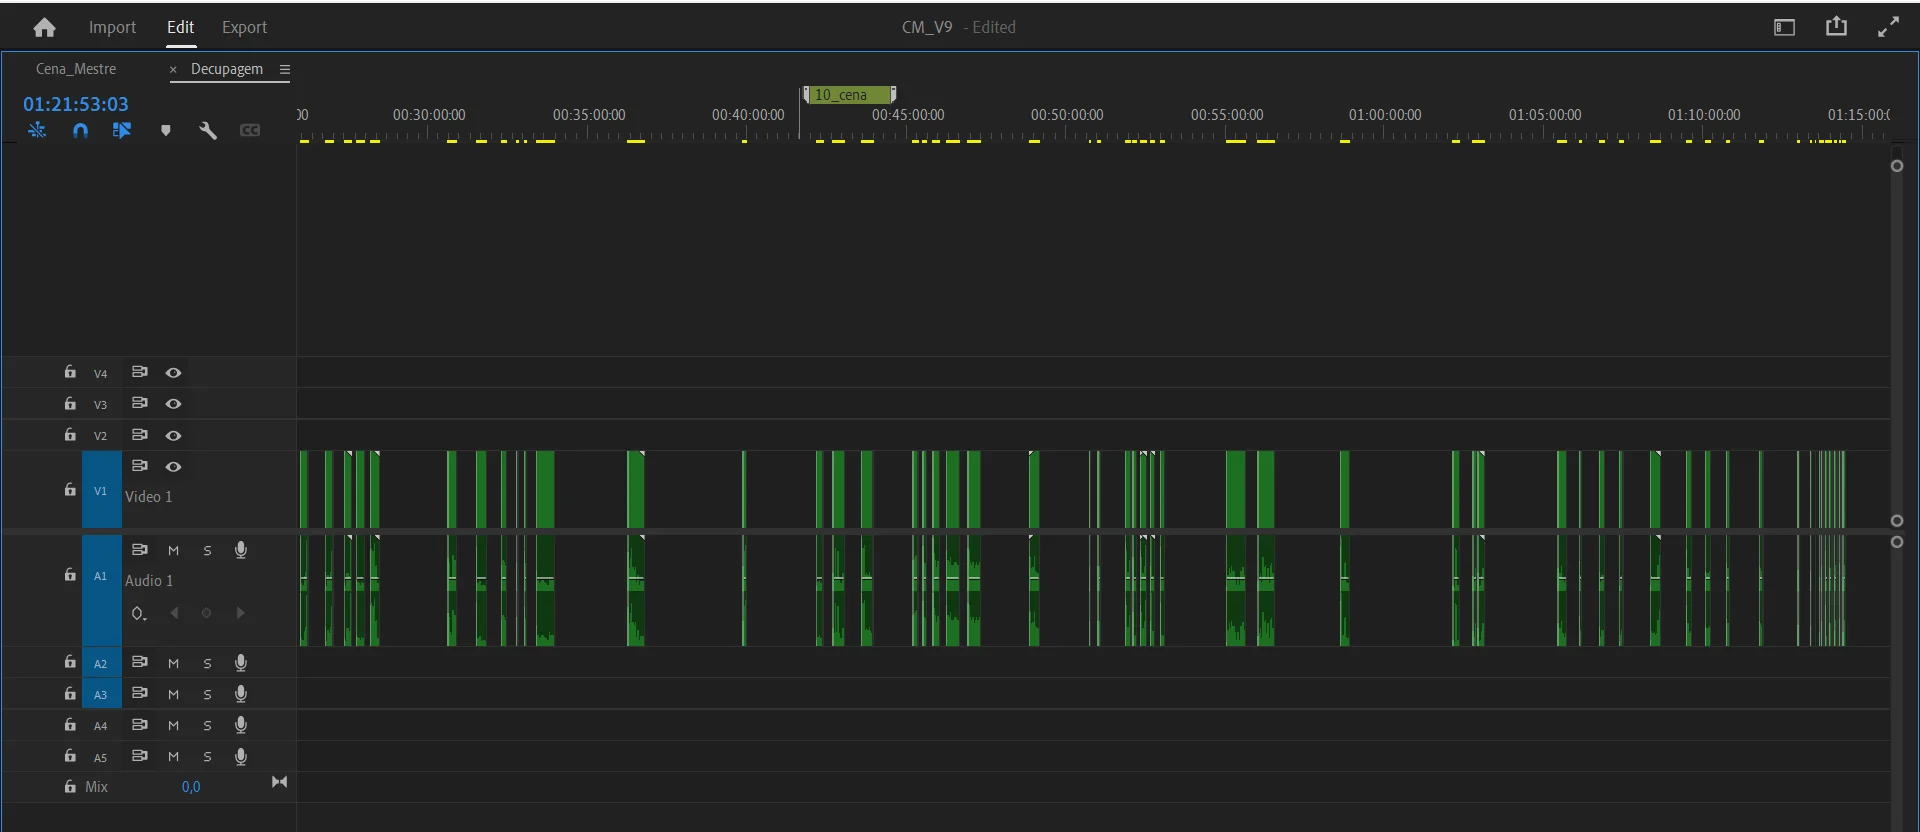 Import Edit Export CM_V9 - Edited
Cena_Mestre × Decupagem
10_cena
01:21:53:03
00 00:30:00:00 00:35:00:00 00:40:00:00 00:45:00:00 00:50:00:00 00:55:00:00 01:00:00:00 01:05:00:00 01:10:00:00 01:15:00:0
CC
V4
V3
V2
V1
Video 1
M S
A1
Audio 1
A2 M S
A3 M S
A4 M S
A5 M S
Mix 0,0